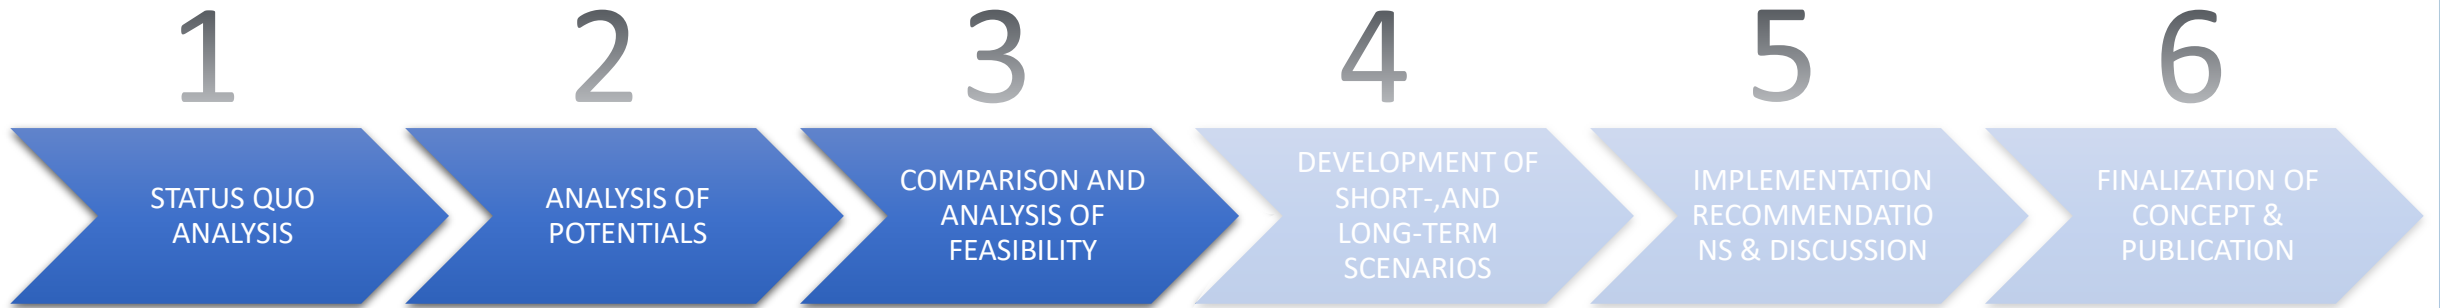 1
2
3
4
5
6
STATUS QUO
ANALYSIS
ANALYSIS OF
POTENTIALS
COMPARISON AND
ANALYSIS OF
FEASIBILITY
DEVELOPMENT OF
SHORT-,AND
LONG-TERM
SCENARIOS
IMPLEMENTATION
RECOMMENDATIO
NS & DISCUSSION
FINALIZATION OF
CONCEPT &
PUBLICATION